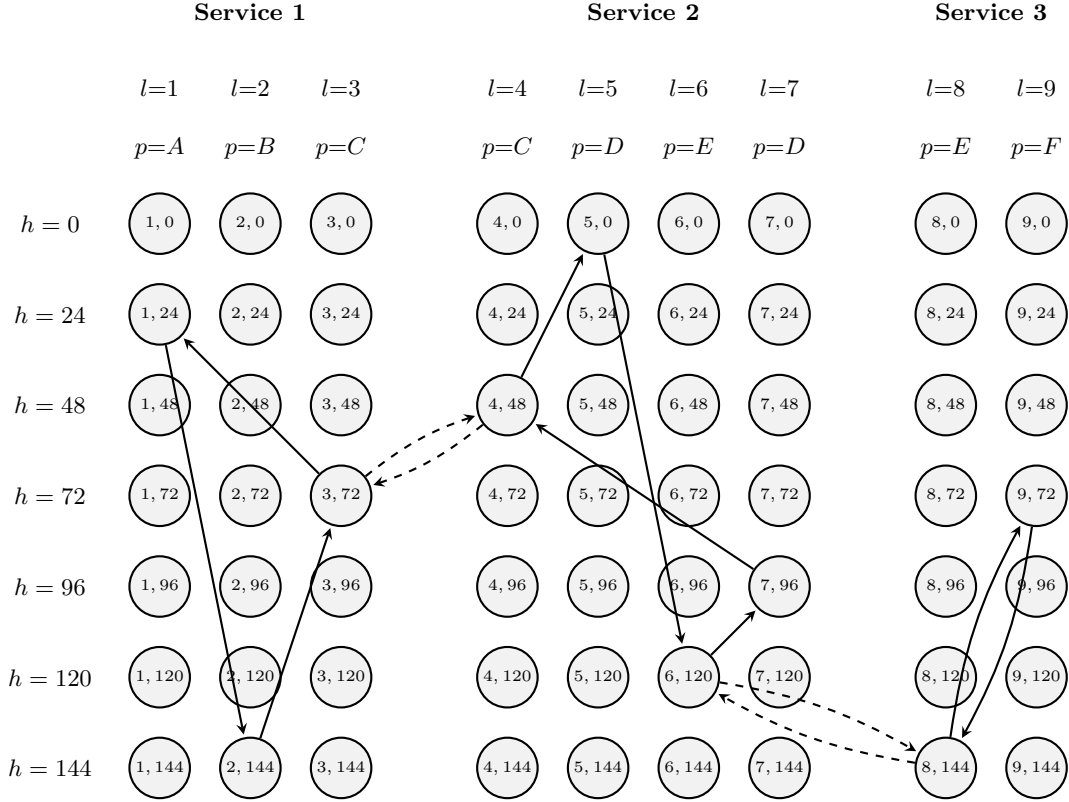 Service 1 Service 2 Service 3
l=1 l=2 l=3 l=4 l=5 l=6 l=7 l=8 l=9
p=A p=B p=C p=C p=D p=E p=D p=E p=F
h = 0 1, 0 2, 0 3, 0 4, 0 5, 0 6, 0 7, 0 8, 0 9, 0
h = 24 1, 24 2, 24 3, 24 4, 24 5, 24 6, 24 7, 24 8, 24 9, 24
h = 48 1, 48 2, 48 3, 48 4, 48 5, 48 6, 48 7, 48 8, 48 9, 48
h = 72 1, 72 2, 72 3, 72 4, 72 5, 72 6, 72 7, 72 8, 72 9, 72
h = 96 1, 96 2, 96 3, 96 4, 96 5, 96 6, 96 7, 96 8, 96 9, 96
h = 120 1, 120 2, 120 3, 120 4, 120 5, 120 6, 120 7, 120 8, 120 9, 120
h = 144 1, 144 2, 144 3, 144 4, 144 5, 144 6, 144 7, 144 8, 144 9, 144